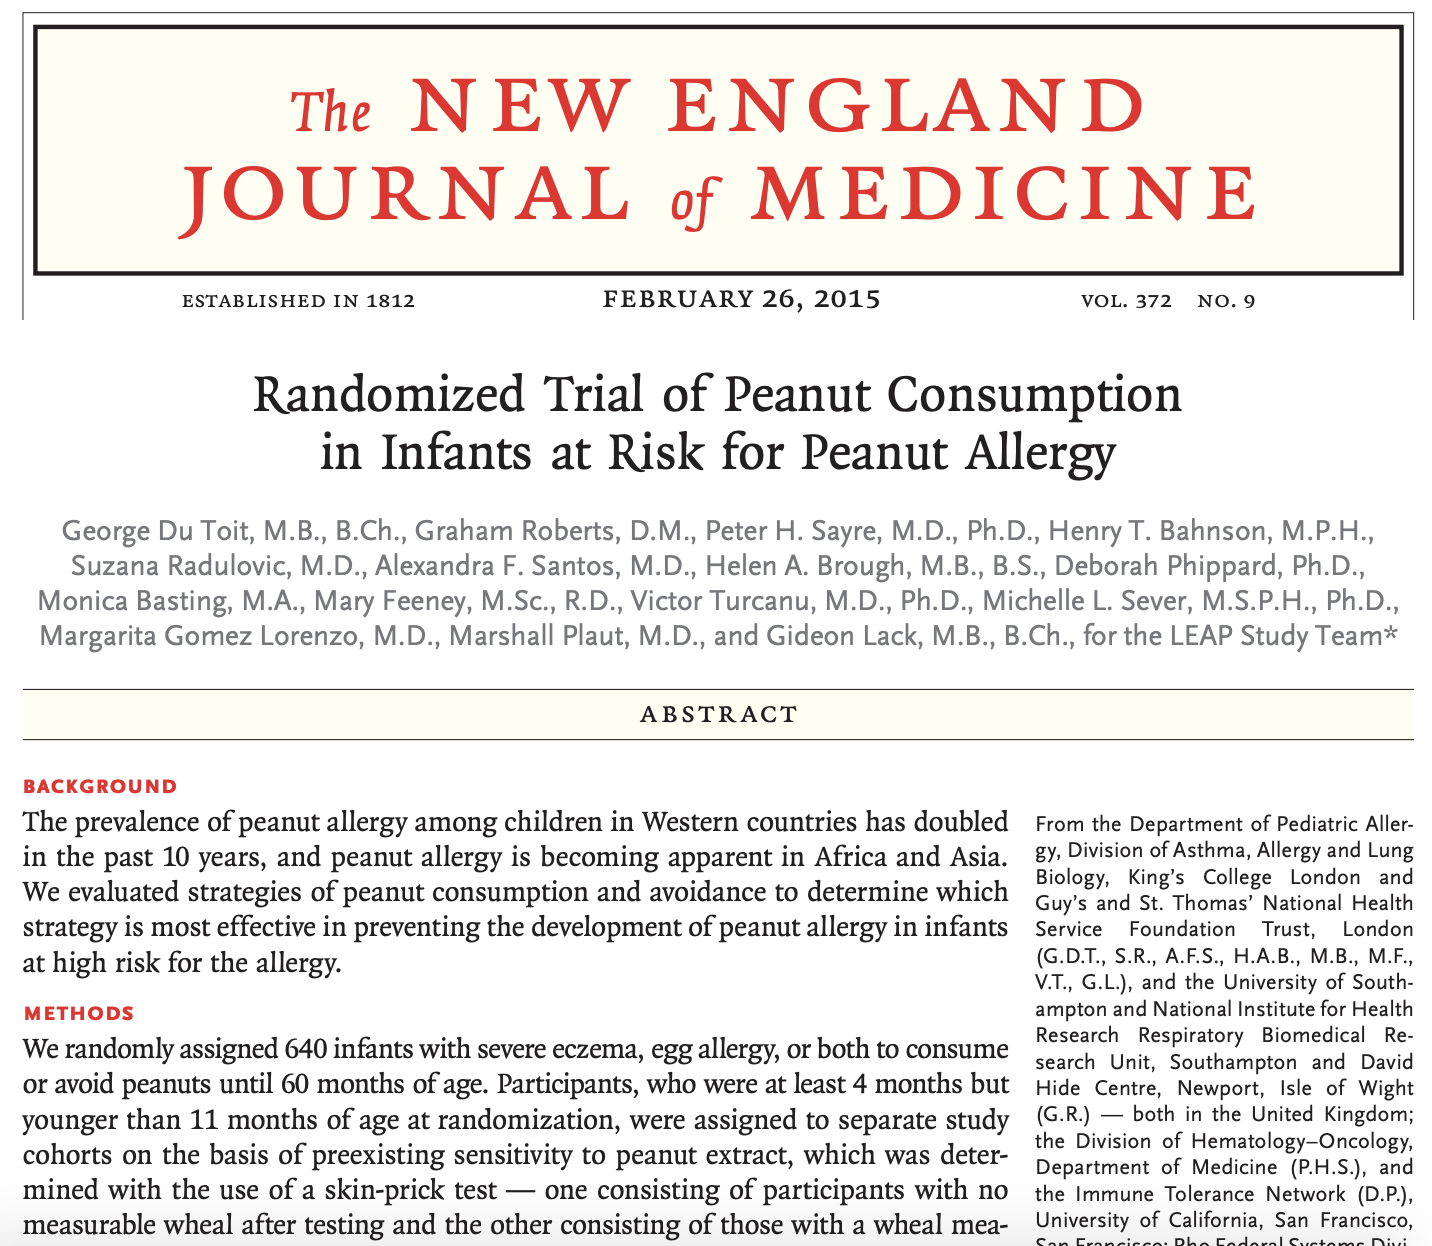 The NEW ENGLAND
JOURNAL of MEDICINE
ESTABLISHED IN 1812 FEBRUARY 26, 2015 VOL. 372 NO. 9
Randomized Trial of Peanut Consumption
in Infants at Risk for Peanut Allergy
George Du Toit, M.B., B.Ch., Graham Roberts, D.M., Peter H. Sayre, M.D., Ph.D., Henry T. Bahnson, M.P.H.,
Suzana Radulovic, M.D., Alexandra F. Santos, M.D., Helen A. Brough, M.B., B.S., Deborah Phippard, Ph.D.,
Monica Basting, M.A., Mary Feeney, M.Sc., R.D., Victor Turcanu, M.D., Ph.D., Michelle L. Sever, M.S.P.H., Ph.D.,
Margarita Gomez Lorenzo, M.D., Marshall Plaut, M.D., and Gideon Lack, M.B., B.Ch., for the LEAP Study Team*
ABSTRACT
BACKGROUND
The prevalence of peanut allergy among children in Western countries has doubled
in the past 10 years, and peanut allergy is becoming apparent in Africa and Asia.
We evaluated strategies of peanut consumption and avoidance to determine which
strategy is most effective in preventing the development of peanut allergy in infants
at high risk for the allergy.
METHODS
We randomly assigned 640 infants with severe eczema, egg allergy, or both to consume
or avoid peanuts until 60 months of age. Participants, who were at least 4 months but
younger than 11 months of age at randomization, were assigned to separate study
cohorts on the basis of preexisting sensitivity to peanut extract, which was deter-
mined with the use of a skin-prick test — one consisting of participants with no
measurable wheal after testing and the other consisting of those with a wheal mea-
From the Department of Pediatric Aller-
gy, Division of Asthma, Allergy and Lung
Biology, King's College London and
Guy's and St. Thomas' National Health
Service Foundation Trust, London
(G.D.T., S.R., A.F.S., H.A.B., M.B., M.F.,
V.T., G.L.), and the University of South-
ampton and National Institute for Health
Research Respiratory Biomedical Re-
search Unit, Southampton and David
Hide Centre, Newport, Isle of Wight
(G.R.) — both in the United Kingdom;
the Division of Hematology–Oncology,
Department of Medicine (P.H.S.), and
the Immune Tolerance Network (D.P.),
University of California, San Francisco,
San Francisco; Rho Federal Systems Divi-